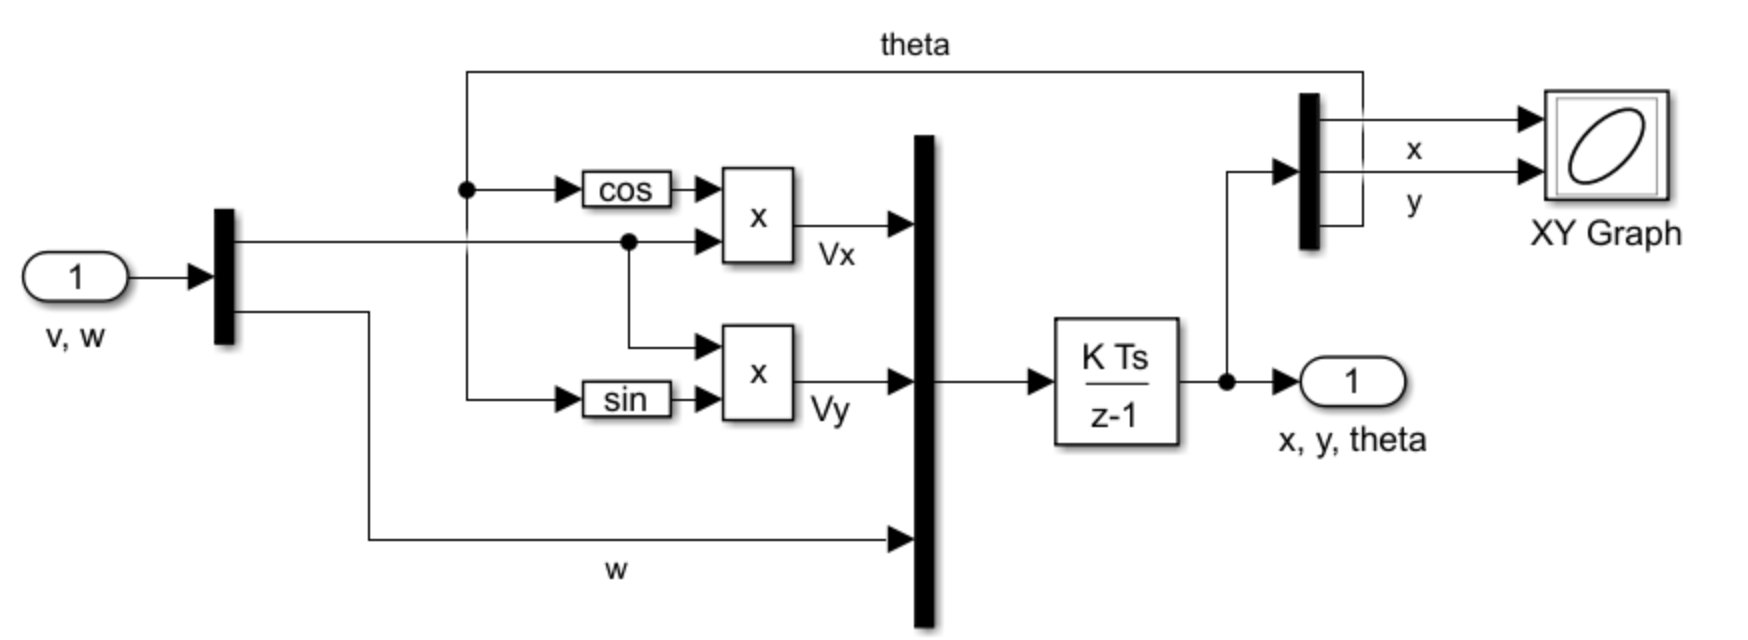 theta
cos
x
Vx
x
y
XY Graph
1
v, w
sin
x
Vy
K Ts
z-1
1
x, y, theta
w